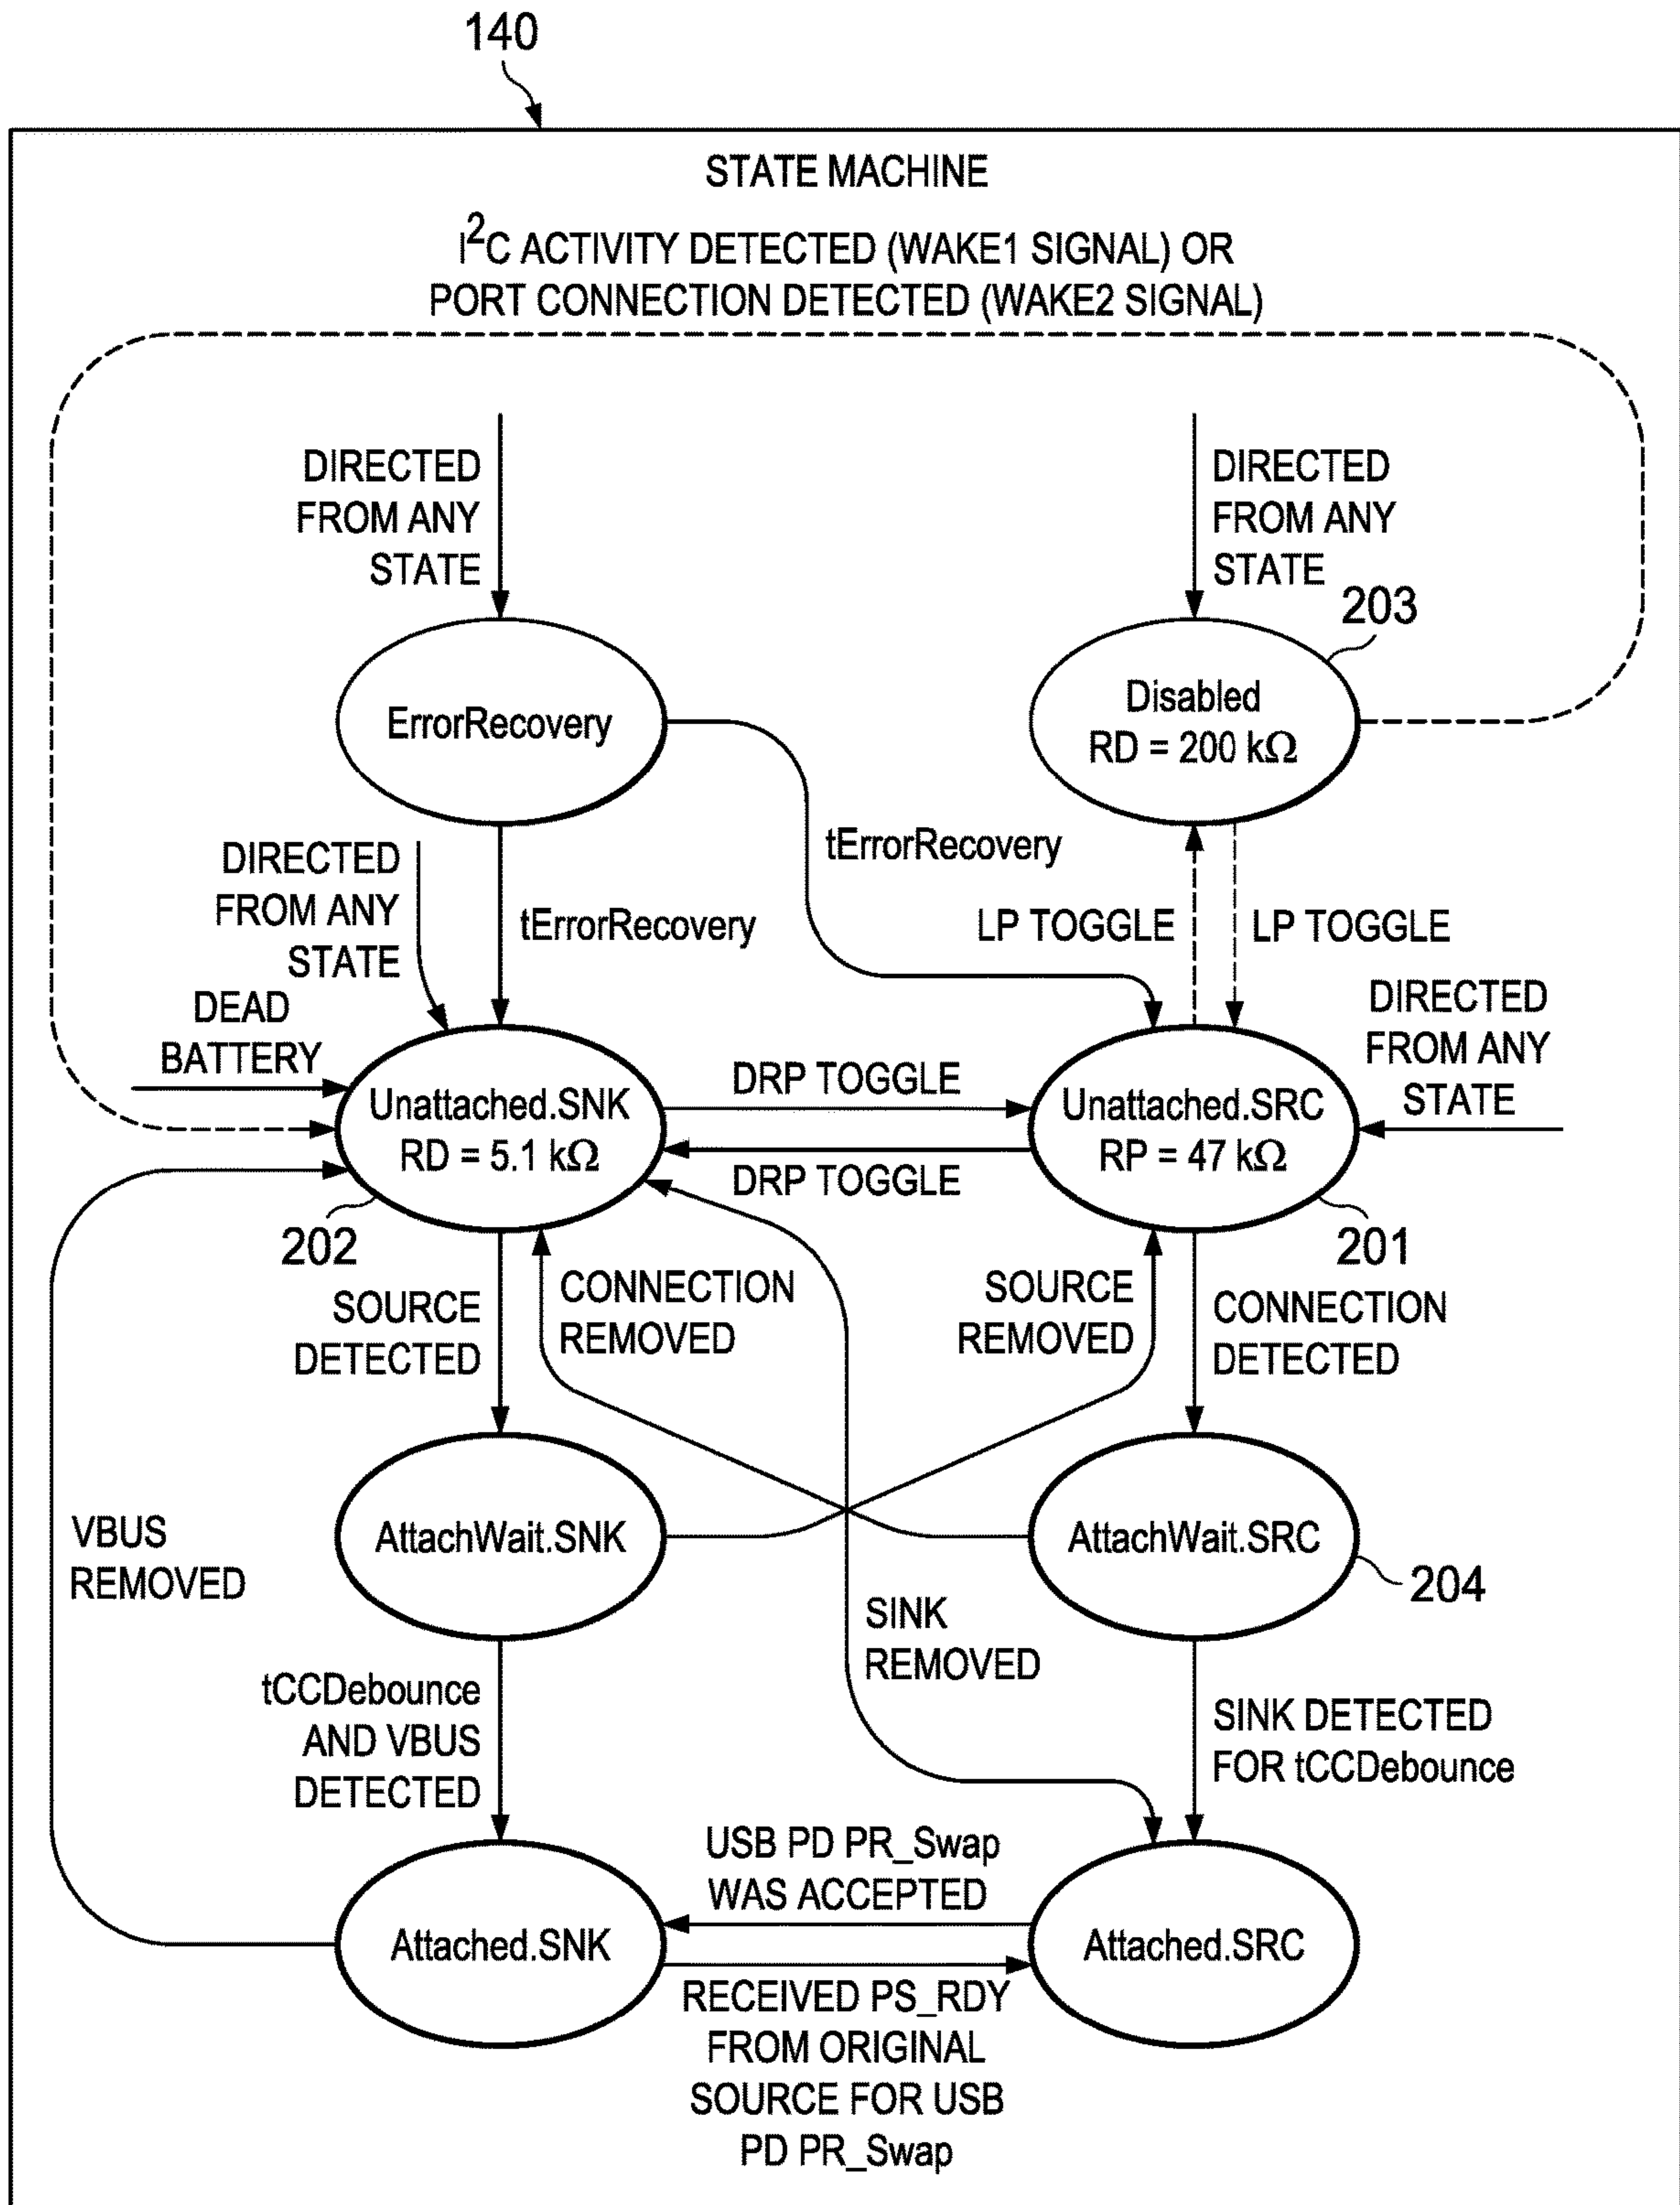 140
STATE MACHINE
I²C ACTIVITY DETECTED (WAKE1 SIGNAL) OR
PORT CONNECTION DETECTED (WAKE2 SIGNAL)
DIRECTED
FROM ANY
STATE
DIRECTED
FROM ANY
STATE
203
ErrorRecovery
Disabled
RD = 200 kΩ
DIRECTED
FROM ANY
STATE
tErrorRecovery
tErrorRecovery
LP TOGGLE
LP TOGGLE
DEAD
BATTERY
DIRECTED
FROM ANY
STATE
Unattached.SNK
RD = 5.1 kΩ
DRP TOGGLE
DRP TOGGLE
Unattached.SRC
RP = 47 kΩ
202
201
SOURCE
DETECTED
CONNECTION
REMOVED
SOURCE
REMOVED
CONNECTION
DETECTED
VBUS
REMOVED
AttachWait.SNK
AttachWait.SRC
204
SINK
REMOVED
tCCDebounce
AND VBUS
DETECTED
SINK DETECTED
FOR tCCDebounce
USB PD PR_Swap
WAS ACCEPTED
Attached.SNK
Attached.SRC
RECEIVED PS_RDY
FROM ORIGINAL
SOURCE FOR USB
PD PR_Swap